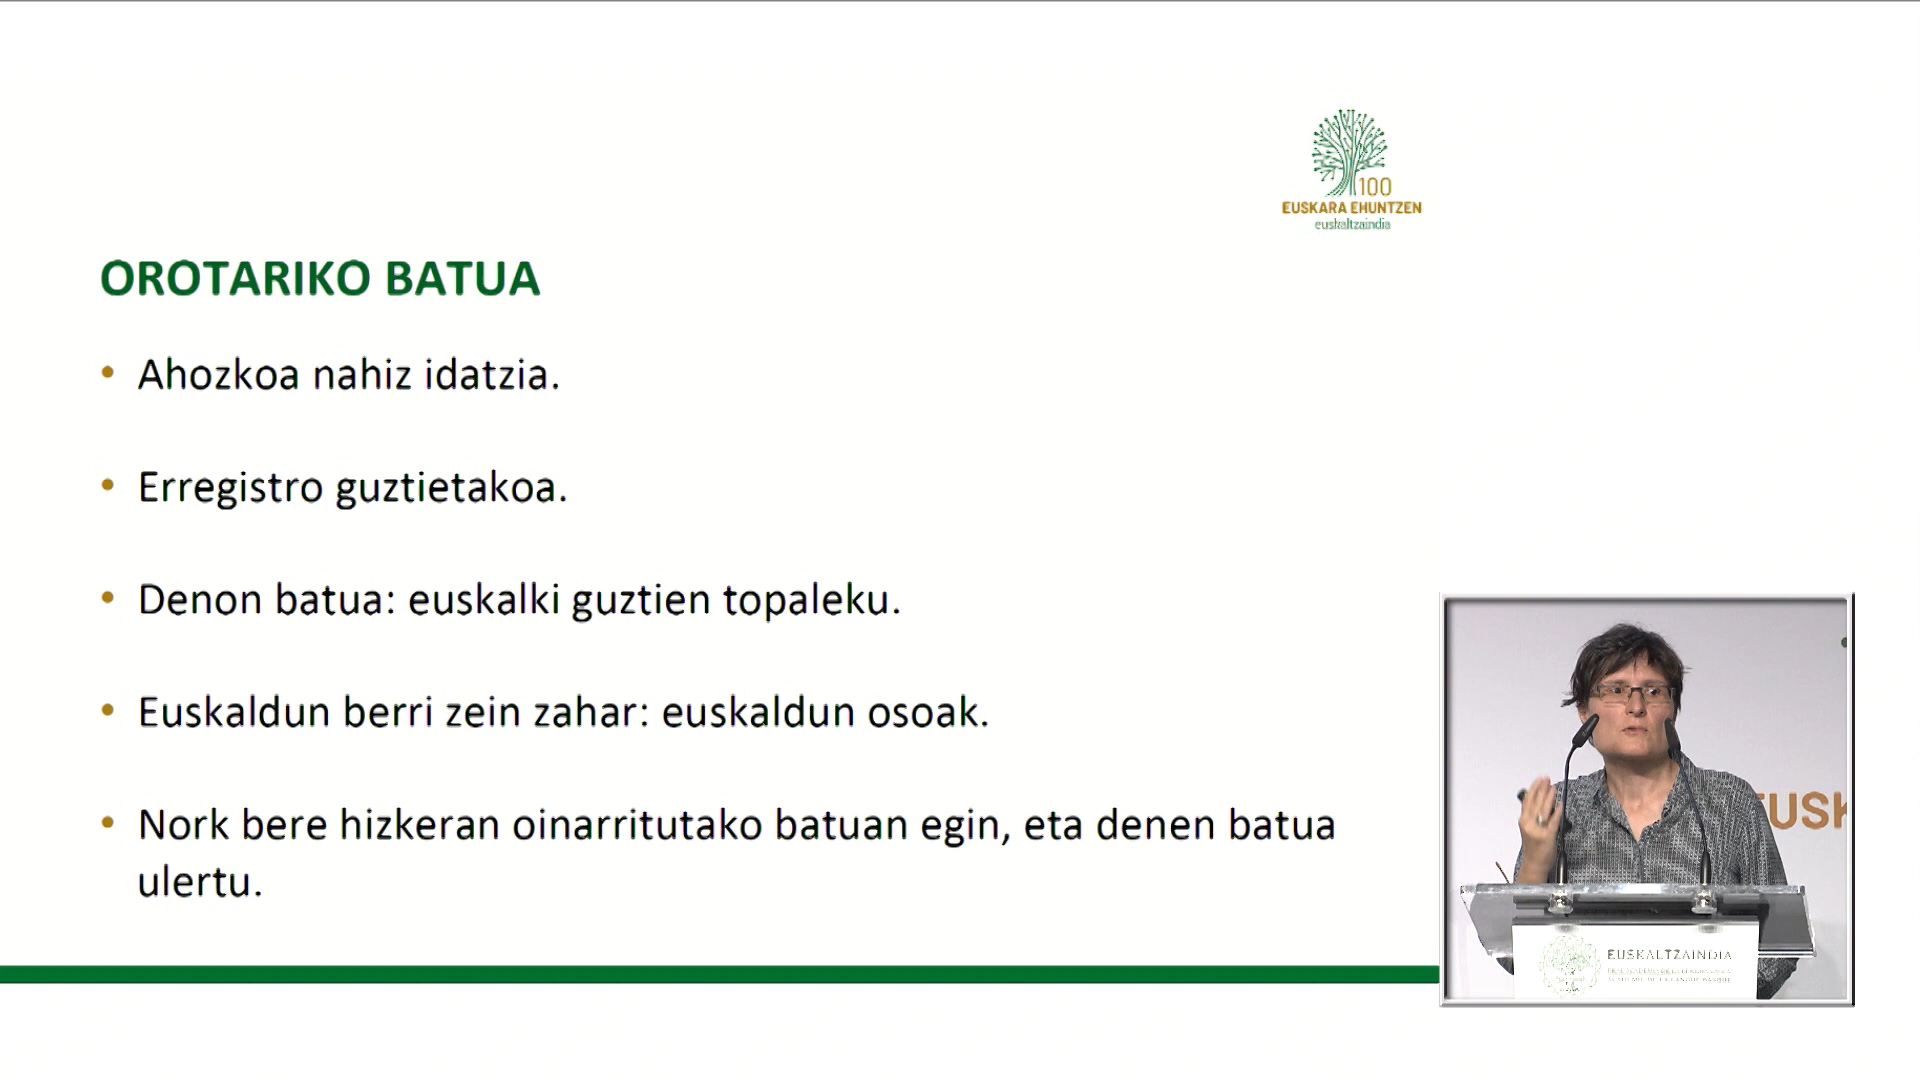 100
EUSKARA EHUNTZEN
euskaltzaindia
OROTARIKO BATUA
• Ahozkoa nahiz idatzia.
• Erregistro guztietakoa.
• Denon batua: euskalki guztien topaleku.
• Euskaldun berri zein zahar: euskaldun osoak.
• Nork bere hizkeran oinarritutako batuan egin, eta denen batua
ulertu.
EUSK
EUSKALTZAINDIA